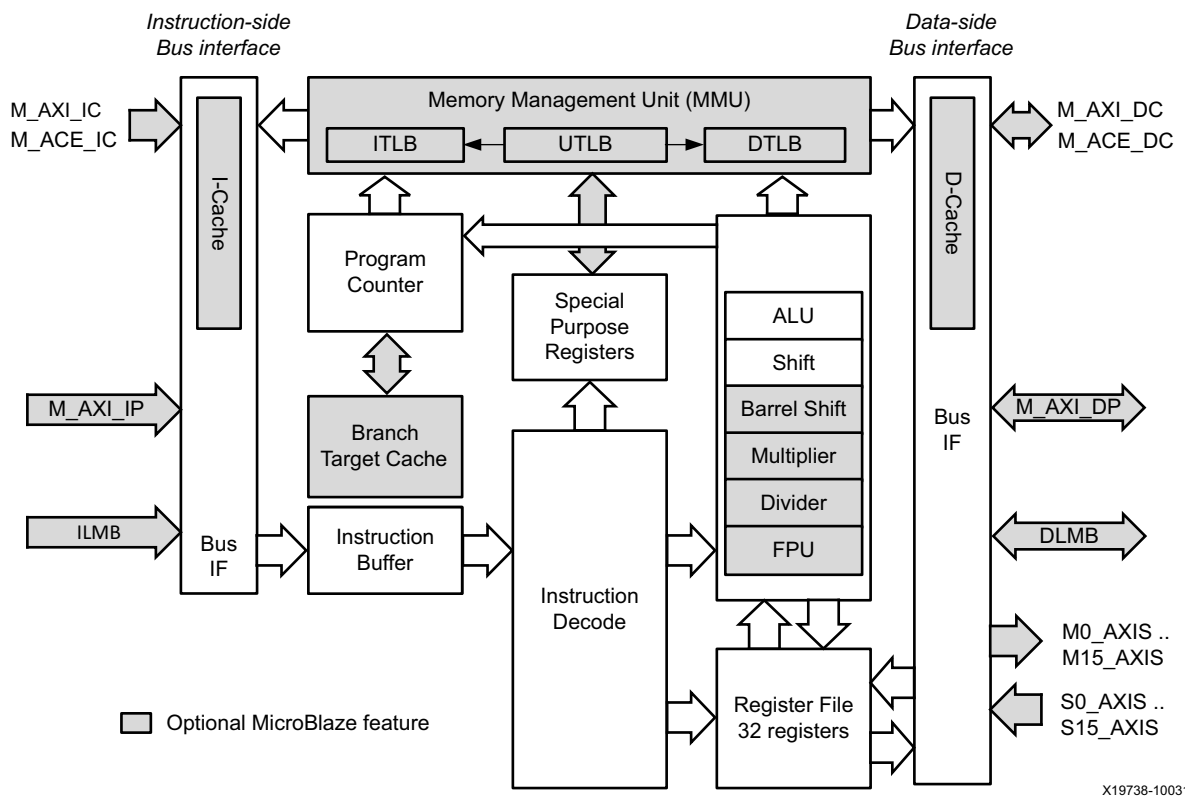 Instruction-side
Bus interface
Data-side
Bus interface
M_AXI_IC
M_ACE_IC
Memory Management Unit (MMU)
ITLB
UTLB
DTLB
M_AXI_DC
M_ACE_DC
I-Cache
D-Cache
Program
Counter
Special
Purpose
Registers
ALU
Shift
Barrel Shift
Multiplier
Divider
FPU
M_AXI_IP
Branch
Target Cache
Bus
IF
M_AXI_DP
ILMB
Bus
IF
Instruction
Buffer
DLMB
Instruction
Decode
M0_AXIS ..
M15_AXIS
Register File
32 registers
S0_AXIS ..
S15_AXIS
Optional MicroBlaze feature
X19738-10031